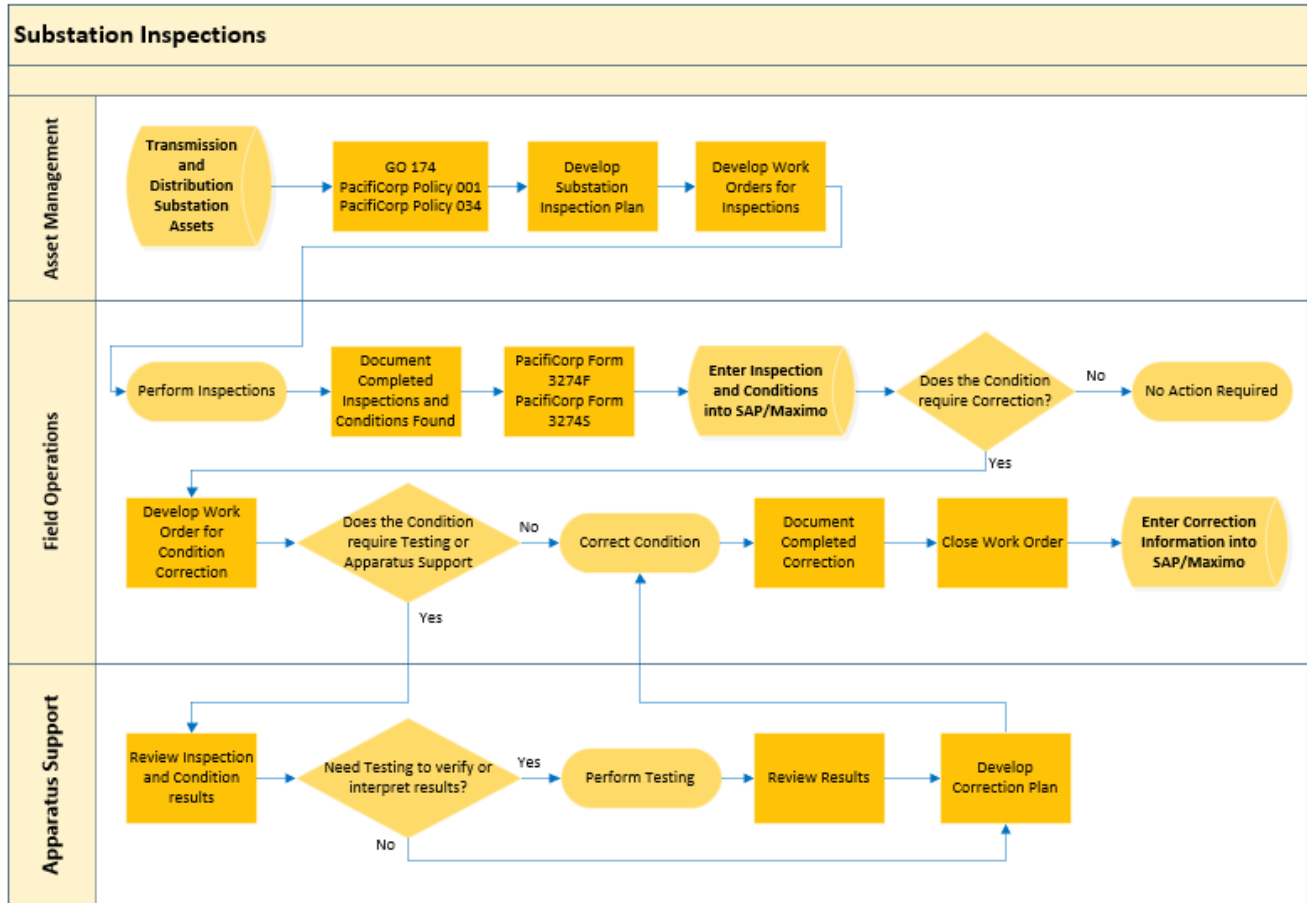 Substation Inspections
Asset Management
Transmission
and
Distribution
Substation
Assets
GO 174
PacifiCorp Policy 001
PacifiCorp Policy 034
Develop
Substation
Inspection Plan
Develop Work
Orders for
Inspections
Field Operations
Perform Inspections
Document
Completed
Inspections and
Conditions Found
PacifiCorp Form
3274F
PacifiCorp Form
3274S
Enter Inspection
and Conditions
into SAP/Maximo
Does the Condition
require Correction?
No
No Action Required
Yes
Develop Work
Order for
Condition
Correction
Does the Condition
require Testing or
Apparatus Support
No
Correct Condition
Document
Completed
Correction
Close Work Order
Enter Correction
Information into
SAP/Maximo
Yes
Apparatus Support
Review Inspection
and Condition
results
Need Testing to verify or
interpret results?
Yes
Perform Testing
Review Results
Develop
Correction Plan
No